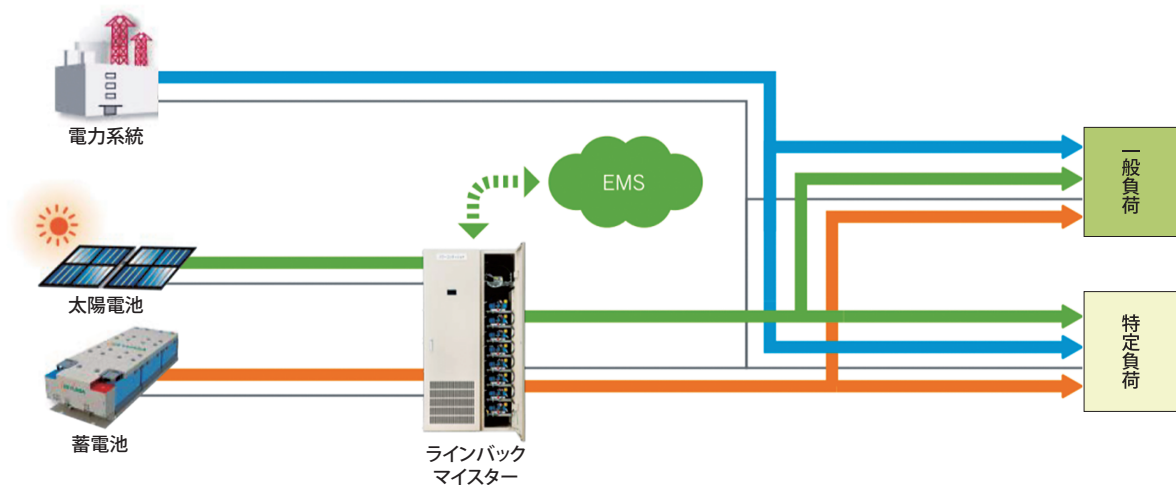 電力系統
EMS
一般負荷
太陽電池
特定負荷
蓄電池
ラインバック
マイスター